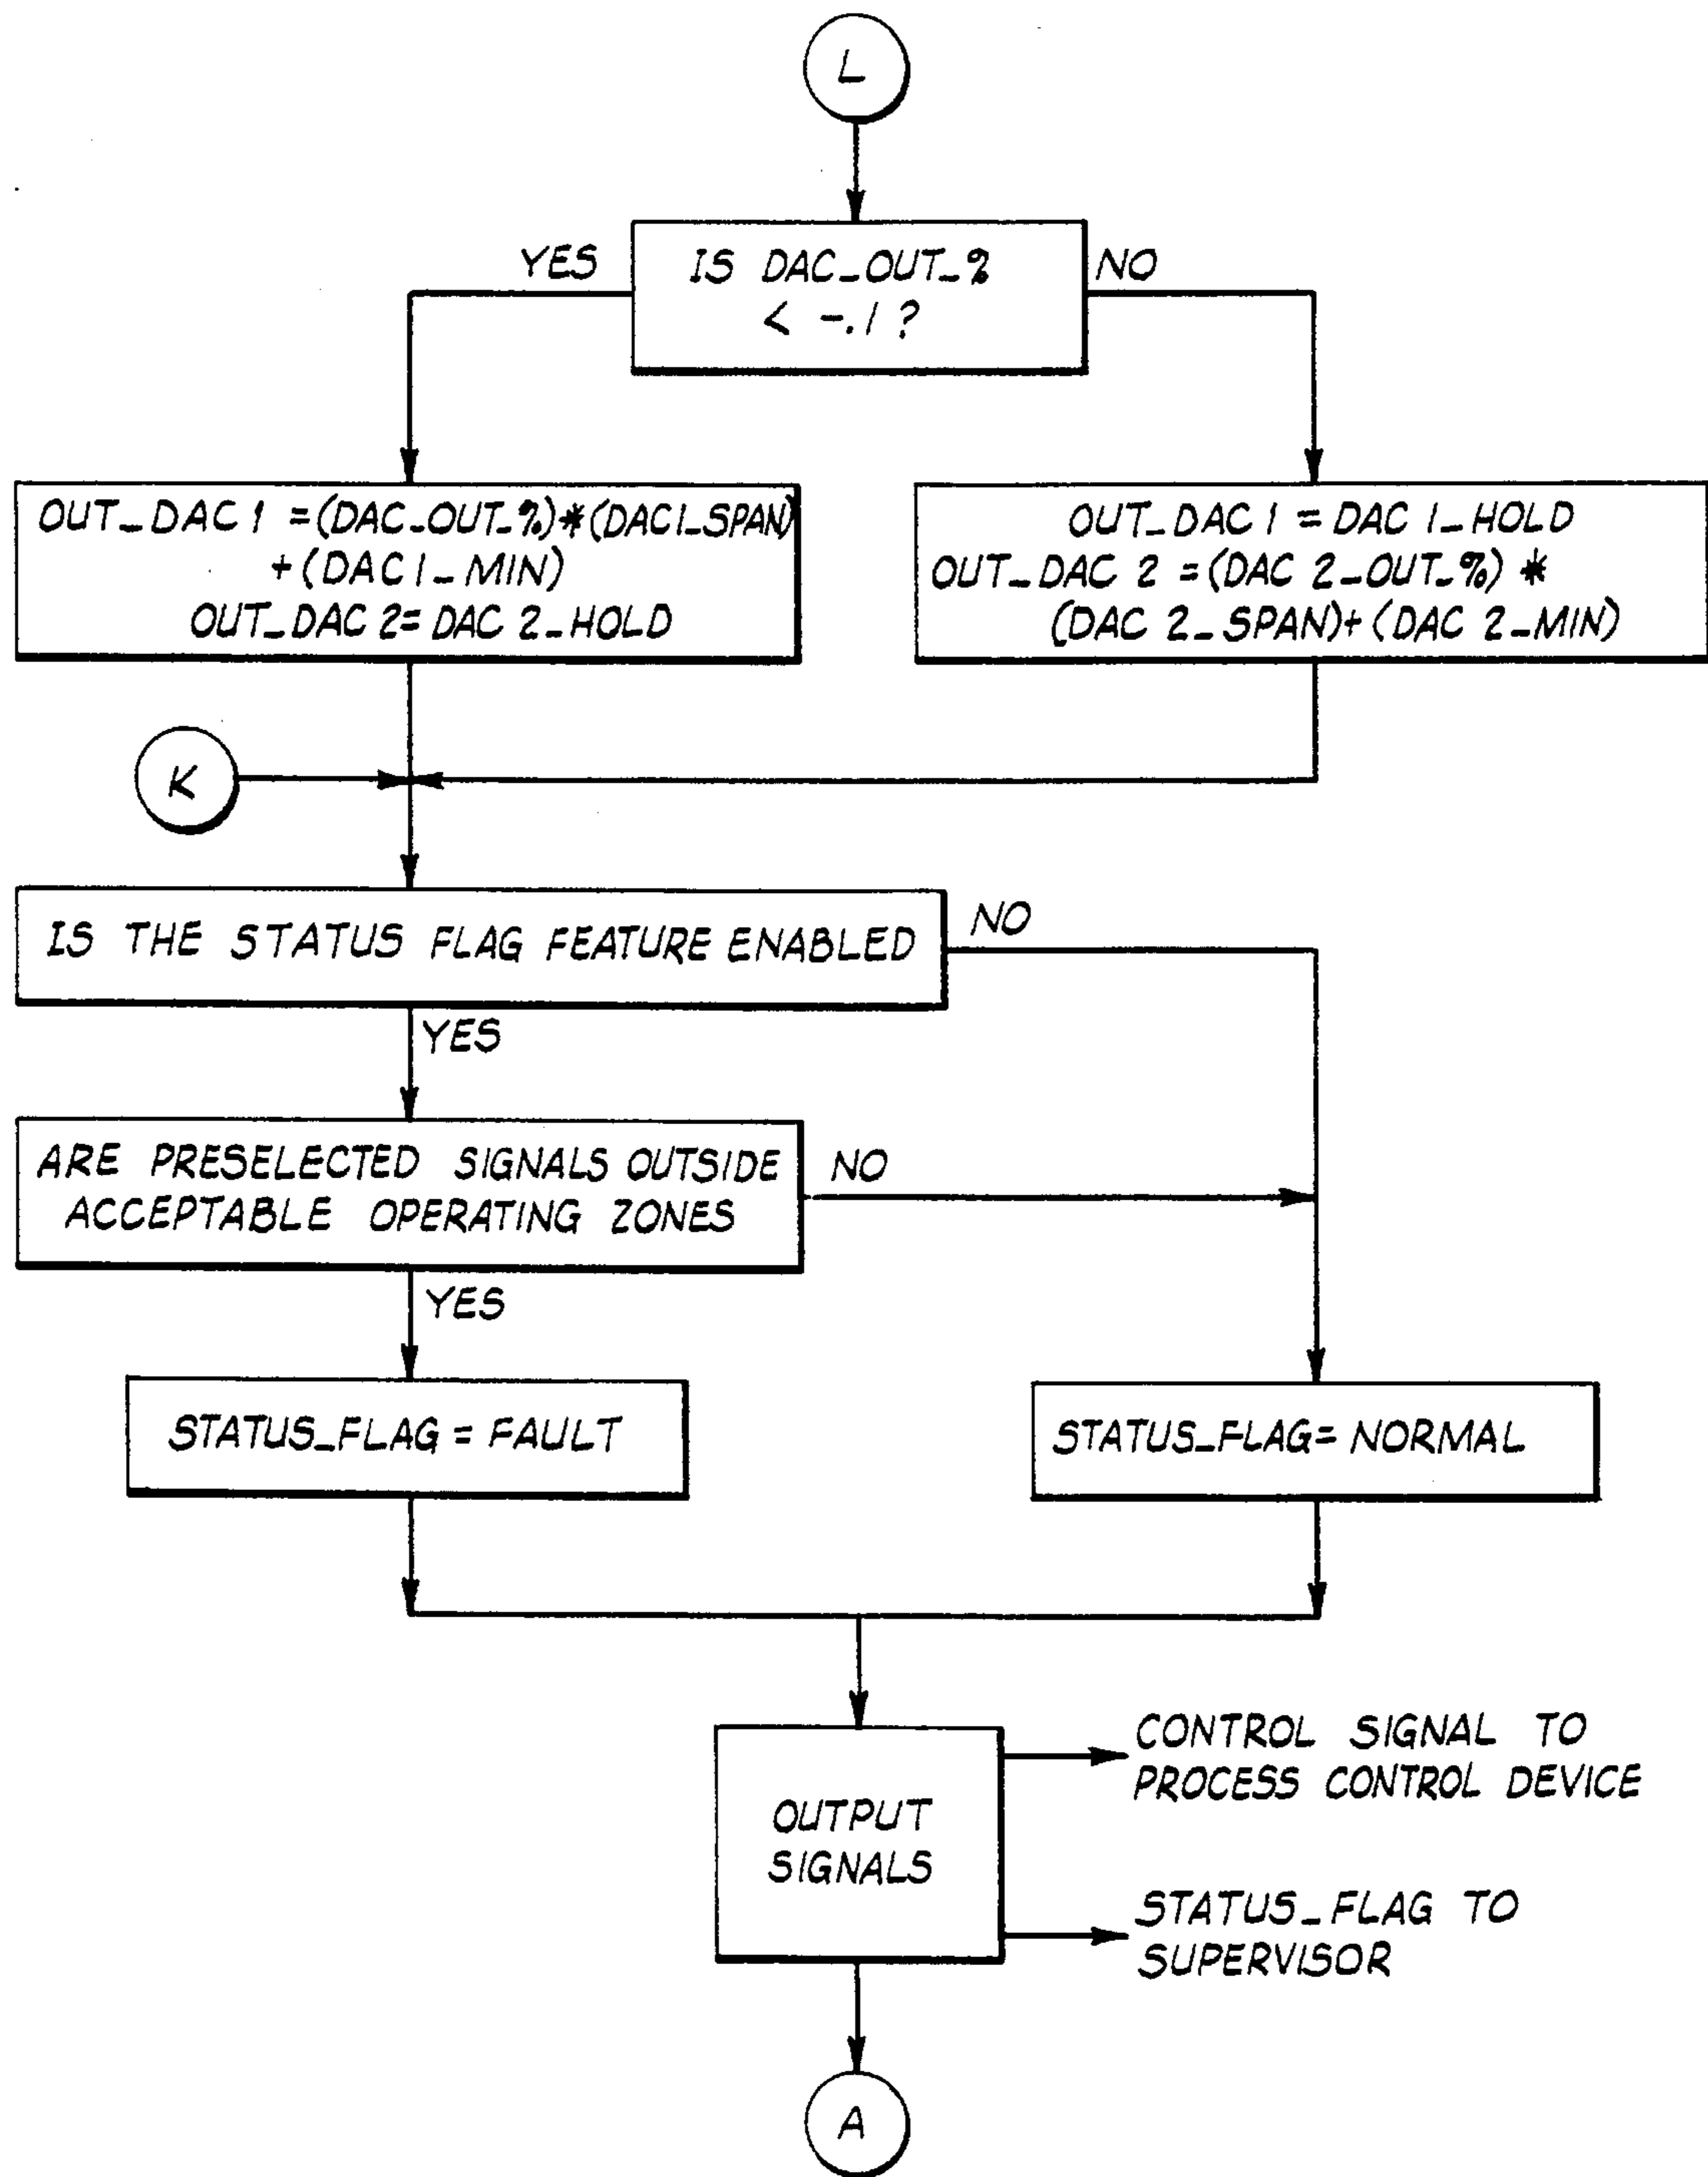 L
YES
IS DAC_OUT_%
< -.1 ?
NO
OUT_DAC 1 = (DAC_OUT_%)*(DAC1_SPAN)
+ (DAC 1_ MIN)
OUT_DAC 2= DAC 2_HOLD
OUT_DAC 1 = DAC 1_HOLD
OUT_DAC 2 = (DAC 2_OUT_%) *
(DAC 2_SPAN)+ (DAC 2_MIN)
K
IS THE STATUS FLAG FEATURE ENABLED
NO
YES
ARE PRESELECTED SIGNALS OUTSIDE
ACCEPTABLE OPERATING ZONES
NO
YES
STATUS_FLAG = FAULT
STATUS_FLAG= NORMAL
OUTPUT
SIGNALS
CONTROL SIGNAL TO
PROCESS CONTROL DEVICE
STATUS_FLAG TO
SUPERVISOR
A